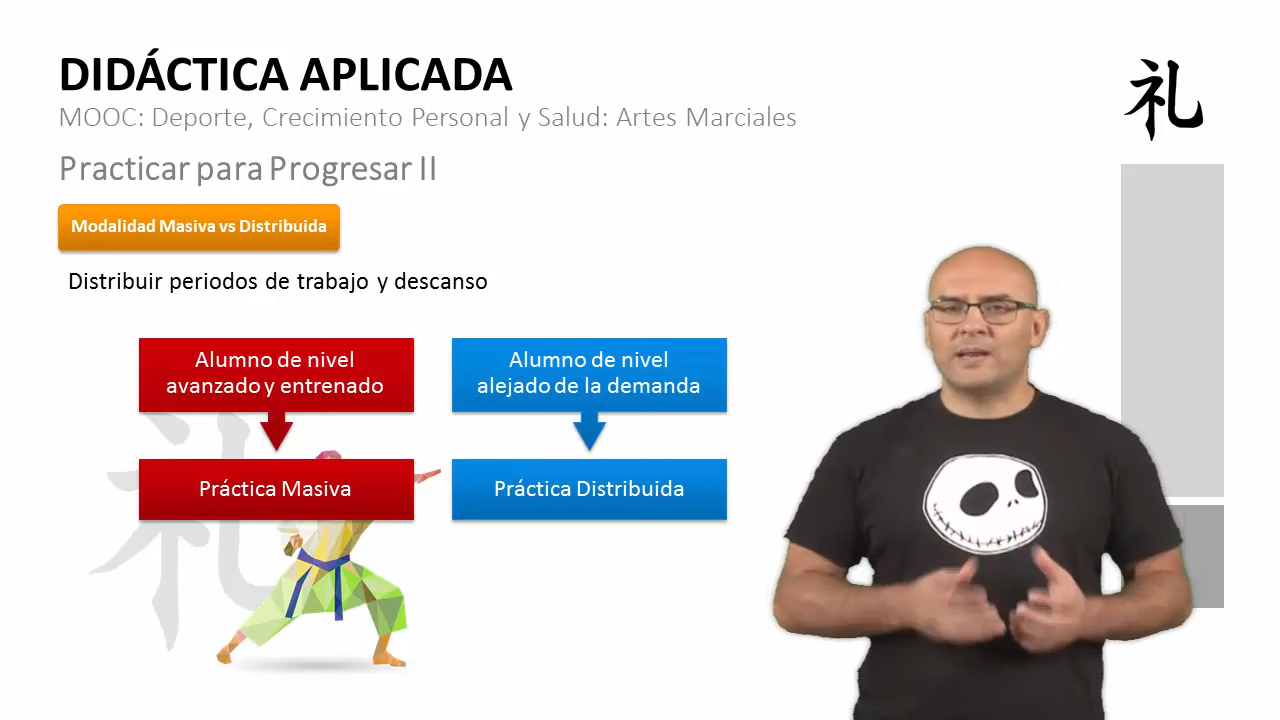 DIDÁCTICA APLICADA
MOOC: Deporte, Crecimiento Personal y Salud: Artes Marciales
Practicar para Progresar II
礼
Modalidad Masiva vs Distribuida
Distribuir periodos de trabajo y descanso
Alumno de nivel
avanzado y entrenado
Alumno de nivel
alejado de la demanda
Práctica Masiva
Práctica Distribuida
礼